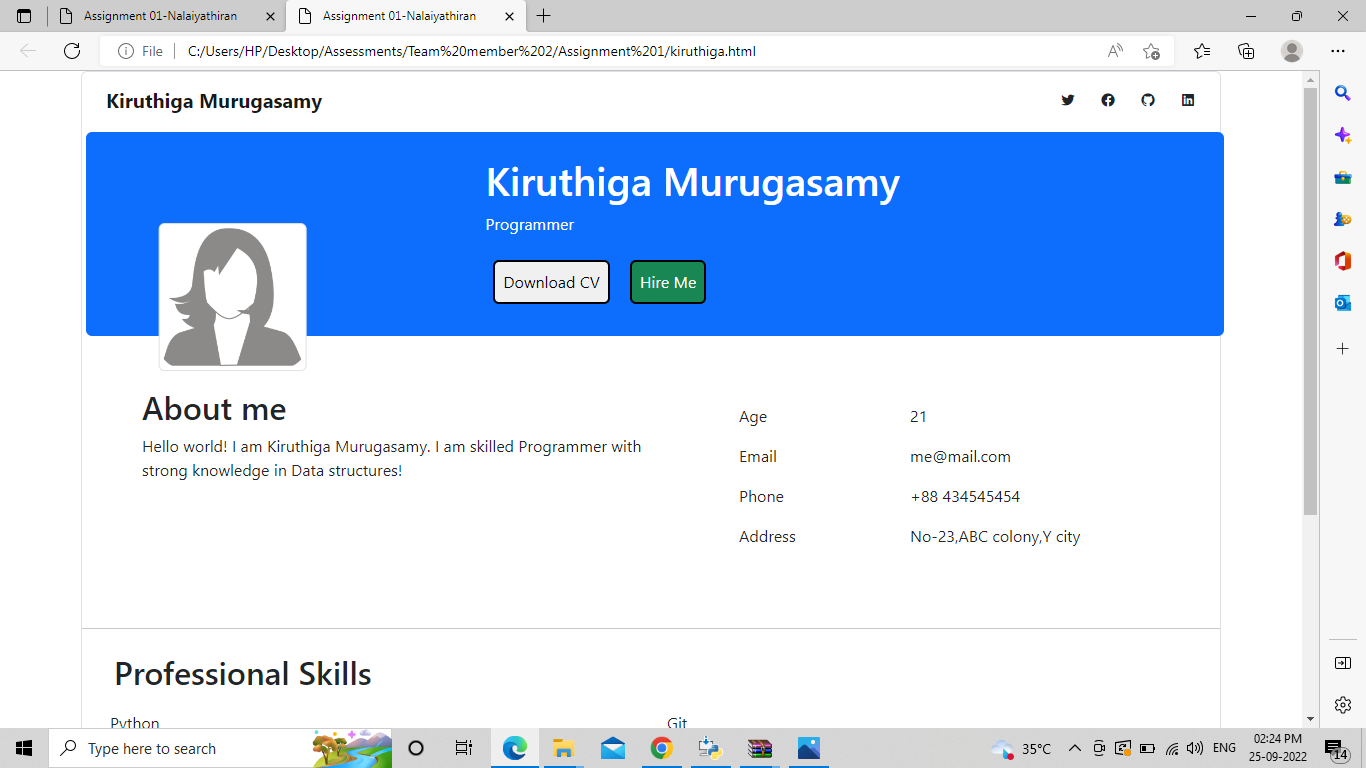 Assignment 01-Nalaiyathiran
Assignment 01-Nalaiyathiran
File
C:/Users/HP/Desktop/Assessments/Team%20member%202/Assignment%201/kiruthiga.html
Kiruthiga Murugasamy
Kiruthiga Murugasamy
Programmer
Download CV
Hire Me
About me
Hello world! I am Kiruthiga Murugasamy. I am skilled Programmer with
strong knowledge in Data structures!
Age 21
Email me@mail.com
Phone +88 434545454
Address No-23,ABC colony,Y city
Professional Skills
Python Git
Type here to search
35°C
ENG
02:24 PM
25-09-2022
14